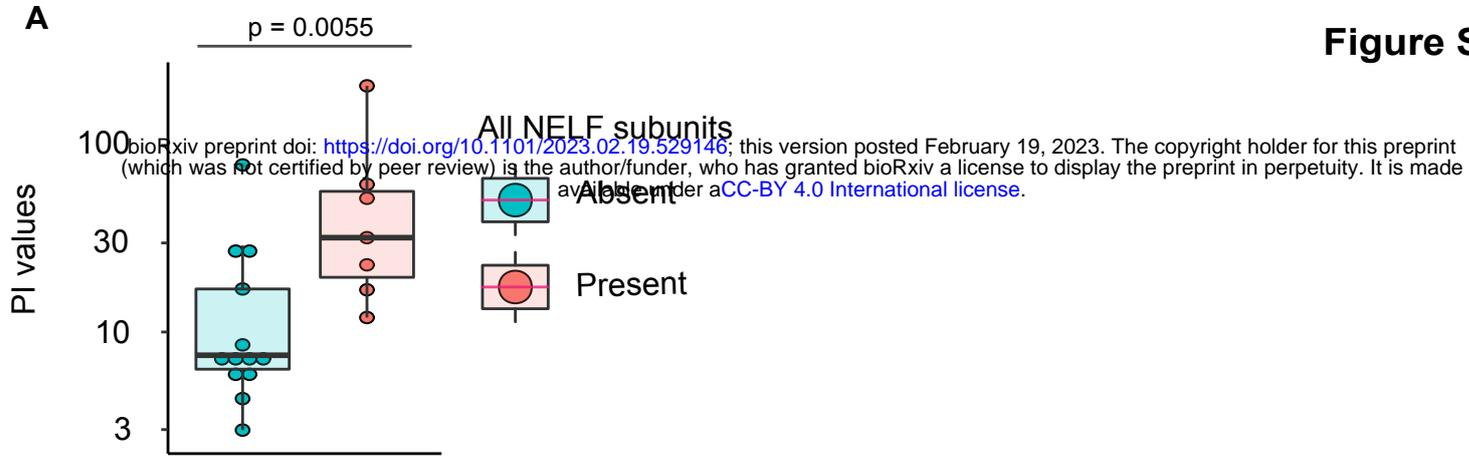 A
p = 0.0055
Figure S
100
All NELF subunits
bioRxiv preprint doi: https://doi.org/10.1101/2023.02.19.529146; this version posted February 19, 2023. The copyright holder for this preprint
(which was not certified by peer review) is the author/funder, who has granted bioRxiv a license to display the preprint in perpetuity. It is made
available under aCC-BY 4.0 International license.
Absent
PI values
30
Present
10
3